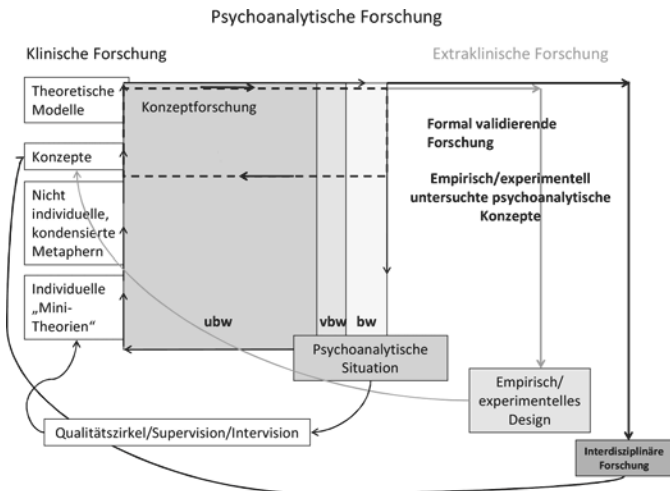 Psychoanalytische Forschung
Klinische Forschung
Extraklinische Forschung
Theoretische
Modelle
Konzeptforschung
Formal validierende
Forschung
Konzepte
Empirisch/experimentell
untersuchte psychoanalytische
Konzepte
Nicht
individuelle,
kondensierte
Metaphern
Individuelle
„Mini-
Theorien“
ubw
vbw
bw
Psychoanalytische
Situation
Empirisch/
experimentelles
Design
Qualitätszirkel/Supervision/Intervision
Interdisziplinäre
Forschung